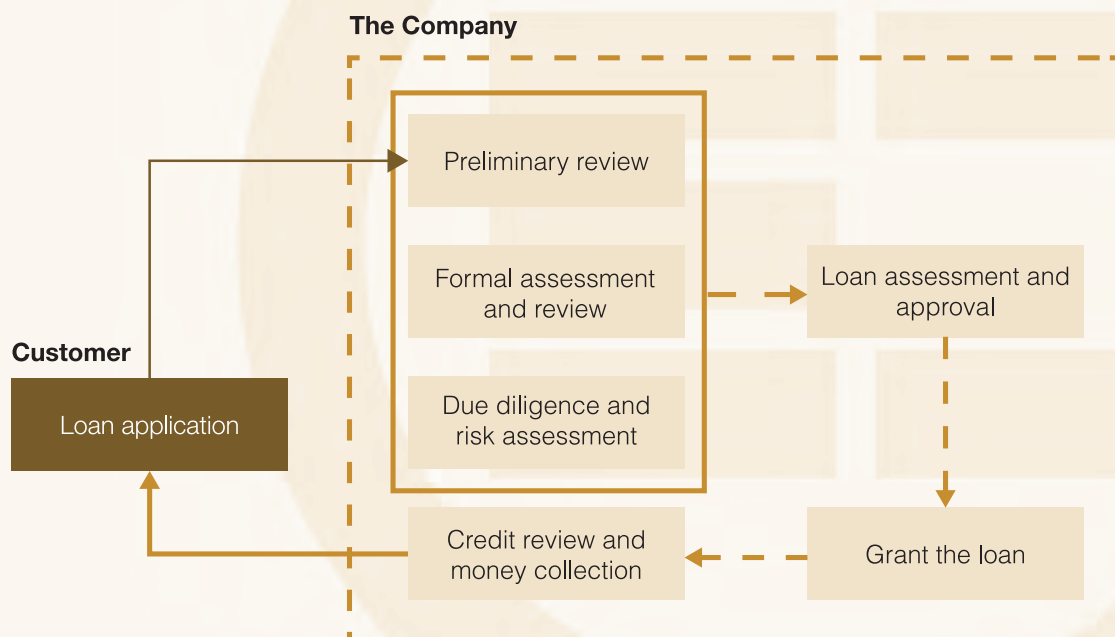 The Company
Preliminary review
Formal assessment
and review
Loan assessment and
approval
Customer
Loan application
Due diligence and
risk assessment
Credit review and
money collection
Grant the loan